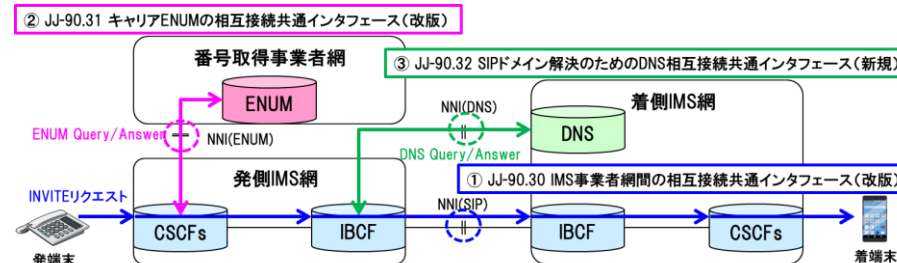 ② JJ-90.31 キャリアENUMの相互接続共通インタフェース(改版)
番号取得事業者網
③ JJ-90.32 SIPドメイン解決のためのDNS相互接続共通インタフェース(新規)
ENUM
着側IMS網
NNI(DNS)
ENUM Query/Answer
NNI(ENUM)
DNS
DNS Query/Answer
発側IMS網
① JJ-90.30 IMS事業者網間の相互接続共通インタフェース(改版)
INVITEリクエスト
NNI(SIP)
CSCFs
IBCF
IBCF
CSCFs
発端末
着端末